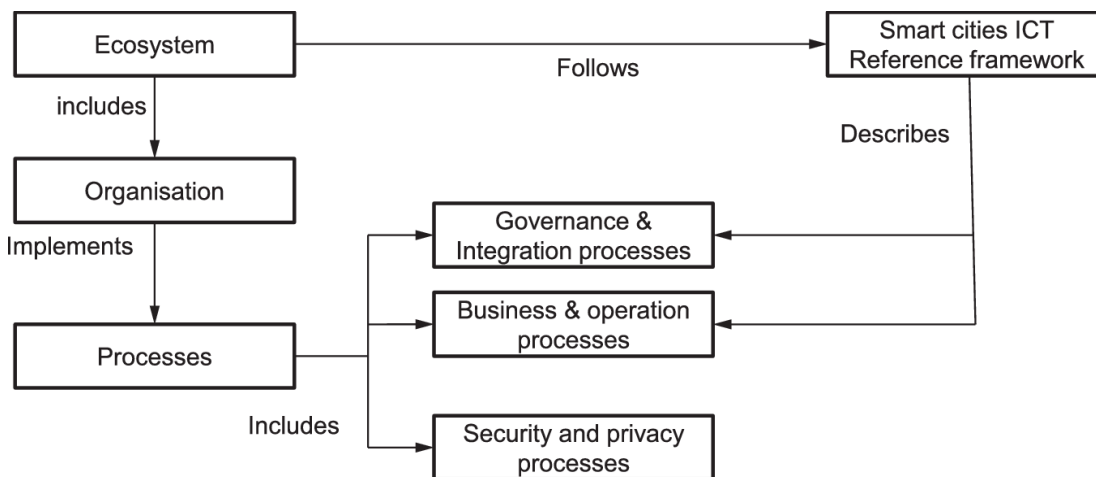 Ecosystem
Follows
Smart cities ICT
Reference framework
includes
Describes
Organisation
Implements
Governance &
Integration processes
Business & operation
processes
Processes
Includes
Security and privacy
processes